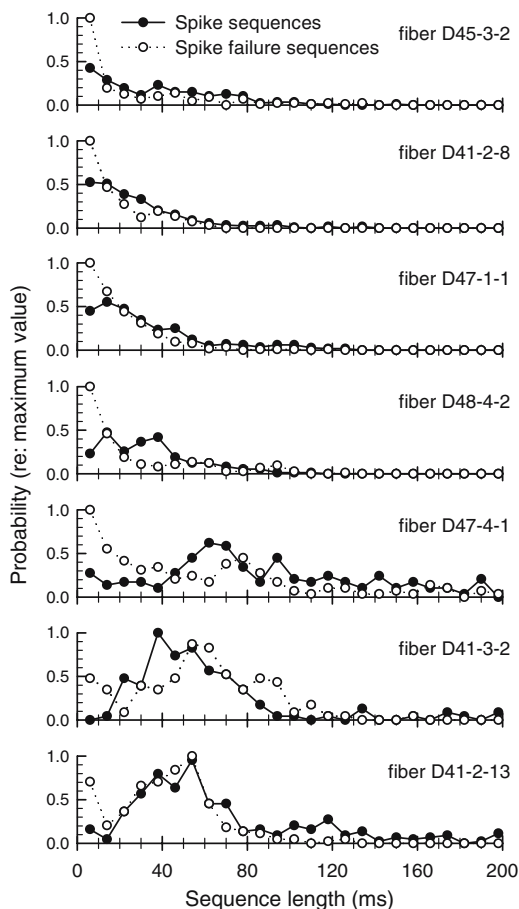 Spike sequences
Spike failure sequences
fiber D45-3-2
1.0
0.5
0.0
fiber D41-2-8
1.0
0.5
0.0
fiber D47-1-1
1.0
0.5
0.0
fiber D48-4-2
1.0
0.5
0.0
fiber D47-4-1
1.0
0.5
0.0
fiber D41-3-2
1.0
0.5
0.0
fiber D41-2-13
1.0
0.5
0.0
Probability (re: maximum value)
0 40 80 120 160 200
Sequence length (ms)